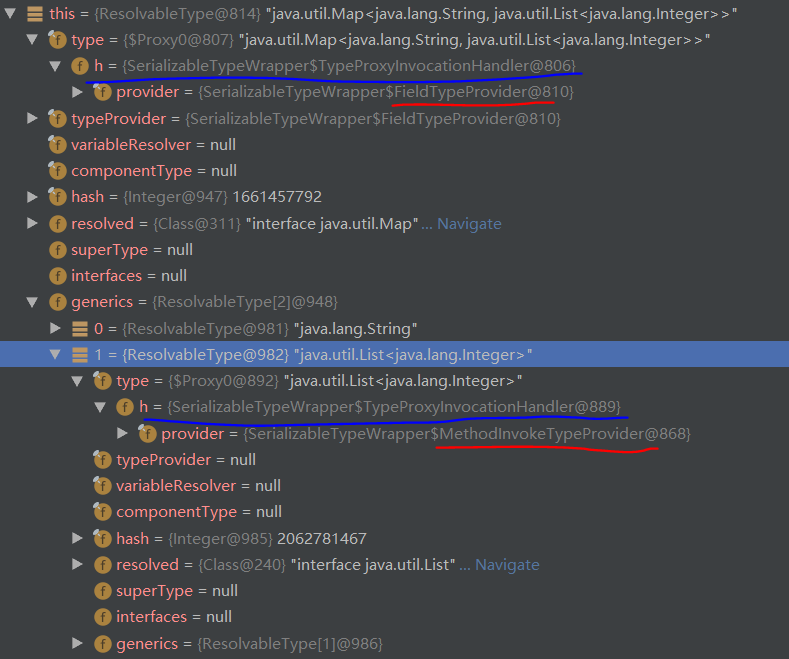 this = {ResolvableType@814} "java.util.Map<java.lang.String, java.util.List<java.lang.Integer>>"
f type = {$Proxy0@807} "java.util.Map<java.lang.String, java.util.List<java.lang.Integer>>"
f h = {SerializableTypeWrapper$TypeProxyInvocationHandler@806}
f provider = {SerializableTypeWrapper$FieldTypeProvider@810}
f typeProvider = {SerializableTypeWrapper$FieldTypeProvider@810}
f variableResolver = null
f componentType = null
f hash = {Integer@947} 1661457792
f resolved = {Class@311} "interface java.util.Map" ... Navigate
f superType = null
f interfaces = null
f generics = {ResolvableType[2]@948}
0 = {ResolvableType@981} "java.lang.String"
1 = {ResolvableType@982} "java.util.List<java.lang.Integer>"
f type = {$Proxy0@892} "java.util.List<java.lang.Integer>"
f h = {SerializableTypeWrapper$TypeProxyInvocationHandler@889}
f provider = {SerializableTypeWrapper$MethodInvokeTypeProvider@868}
f typeProvider = null
f variableResolver = null
f componentType = null
f hash = {Integer@985} 2062781467
f resolved = {Class@240} "interface java.util.List" ... Navigate
f superType = null
f interfaces = null
f generics = {ResolvableType[1]@986}